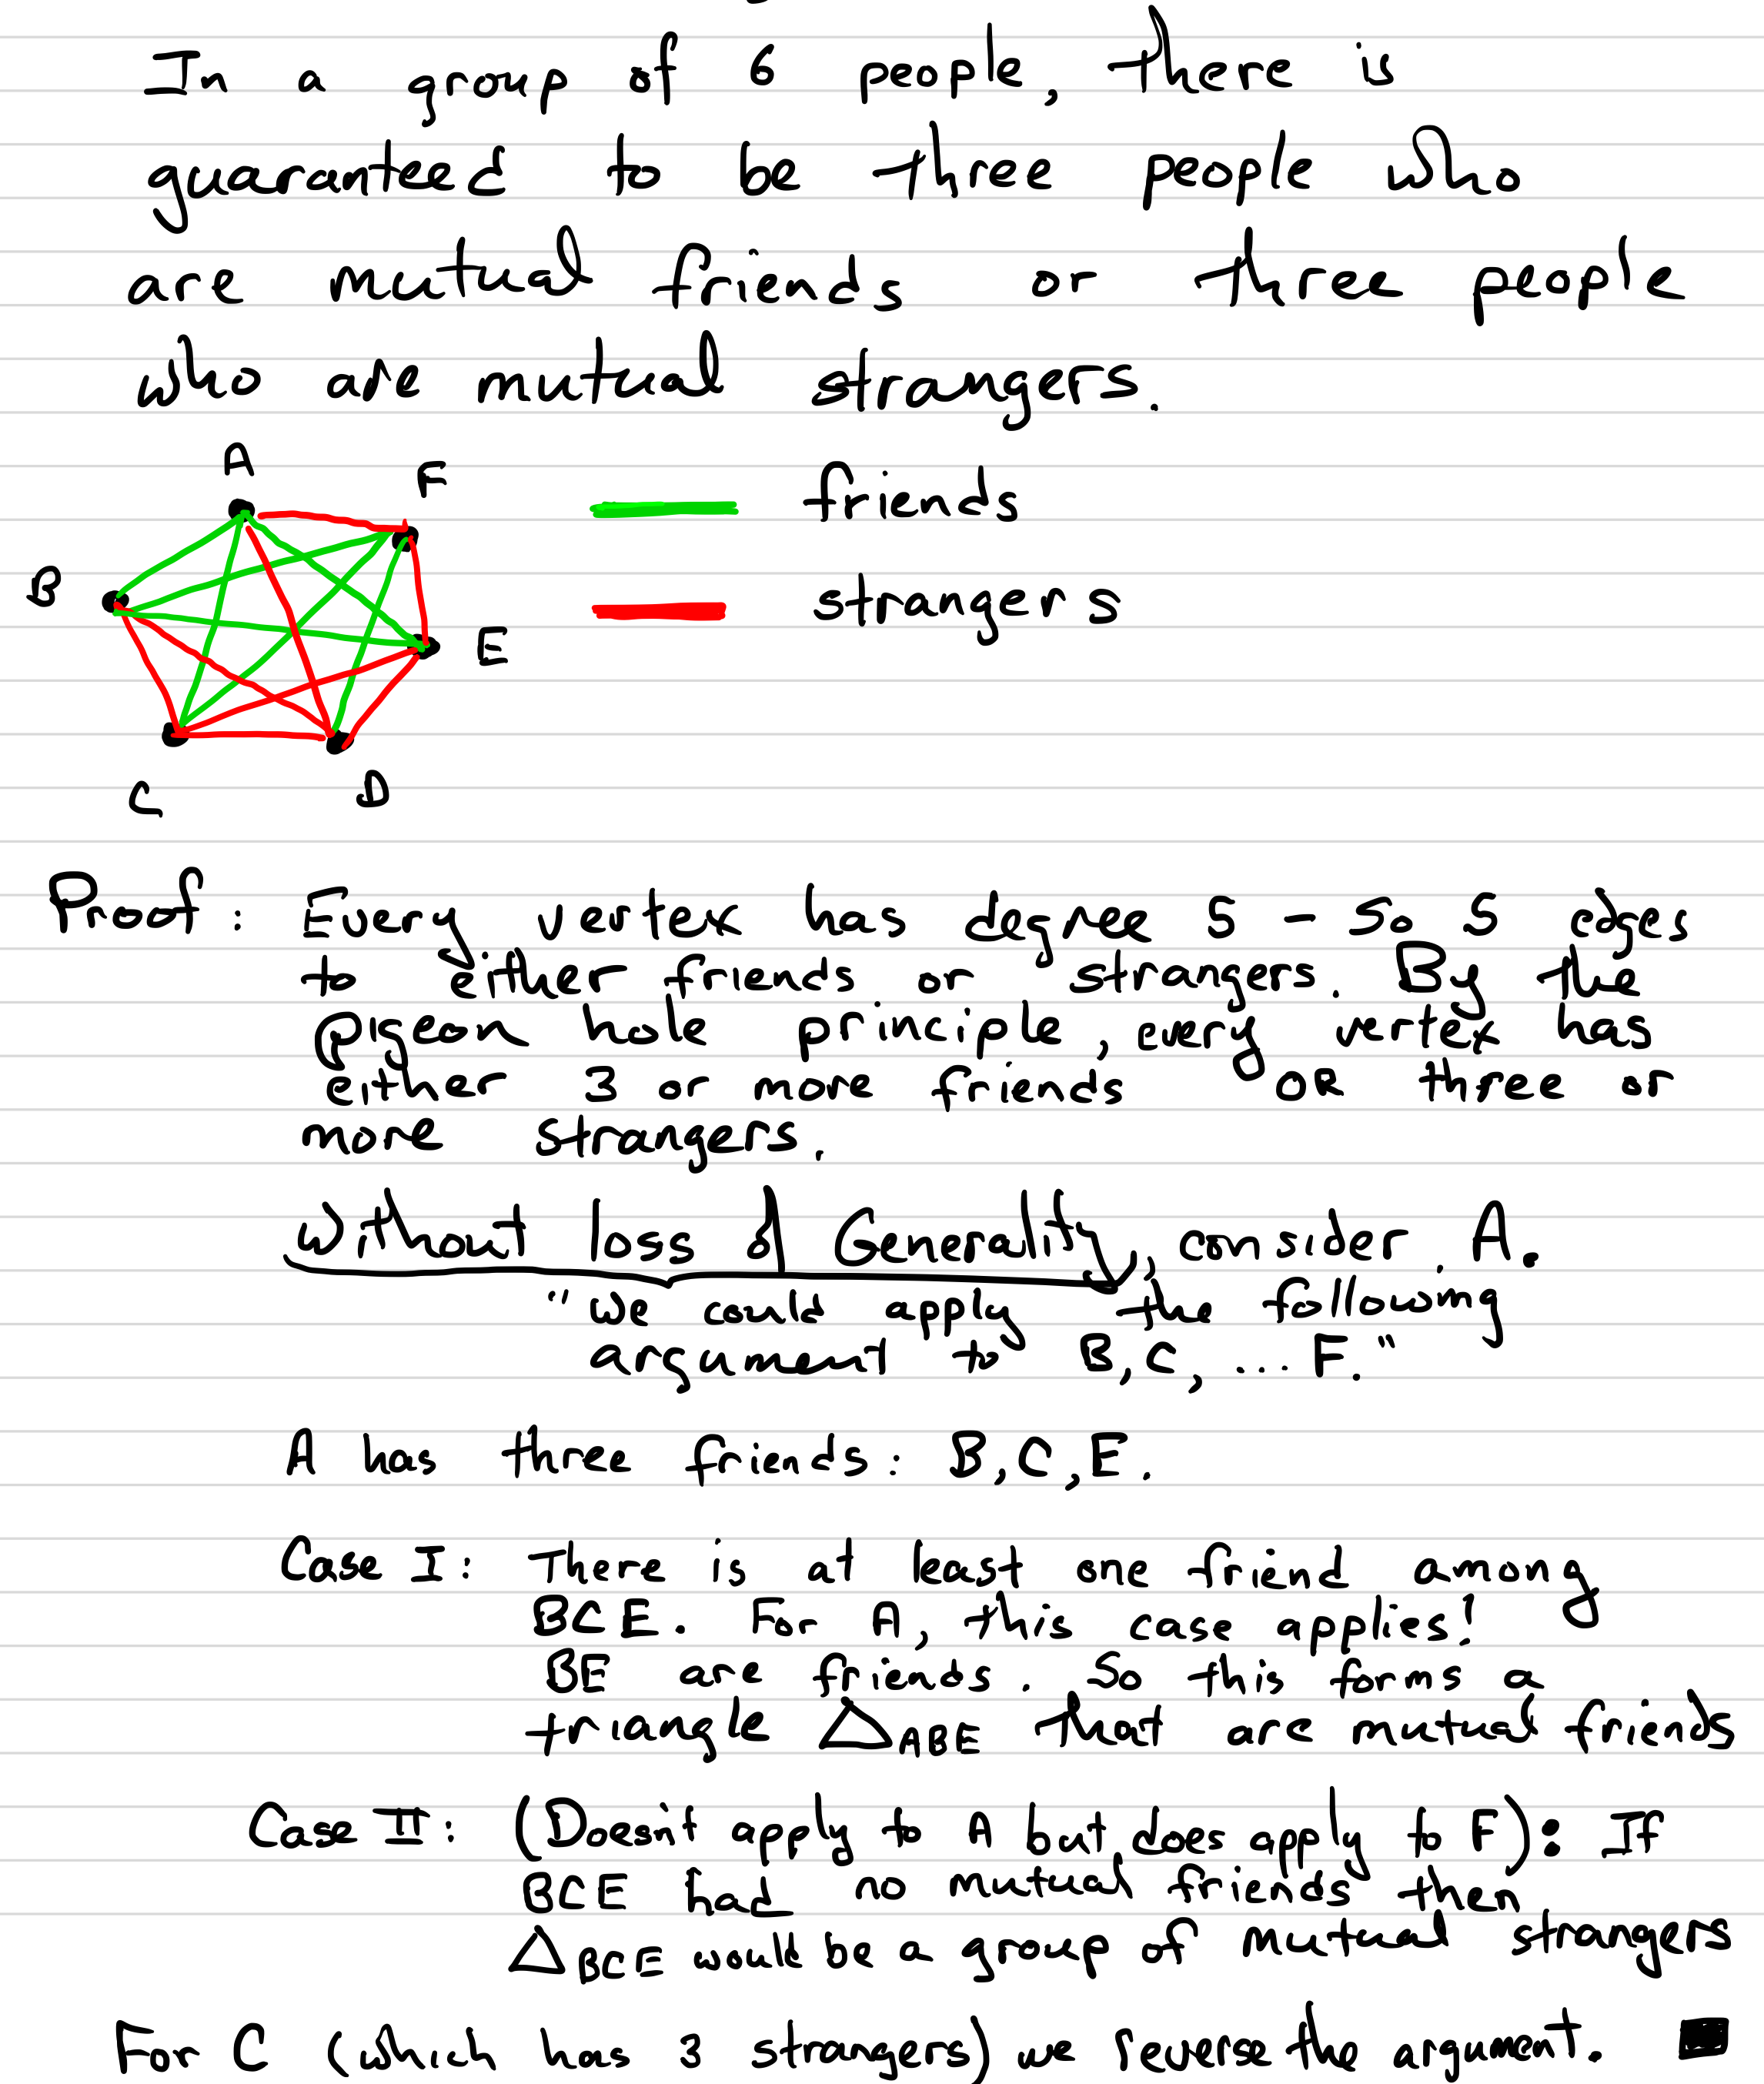 In a group of 6 people, there is
guaranteed to be three people who
are mutual friends or three people
who are mutual strangers.
A
F
friends
B
strangers
E
C
D
Proof: Every vertex has degree 5 - so 5 edges
to either friends or strangers. By the
pigeon hole principle, every vertex has
either 3 or more friends OR three or
more strangers.
Without loss of Generality, consider A.
"we could apply the following
argument to B, C, ... F."
A has three friends: B, C, E.
Case I: There is at least one friend among
BCE. For A, this case applies!
BE are friends. So this forms a
triangle △ABE that are mutual friends
Case II: (Doesn't apply to A but does apply to F): If
BCE had no mutual friends then
△BCE would be a group of mutual strangers
For C (which has 3 strangers) we reverse the argument.